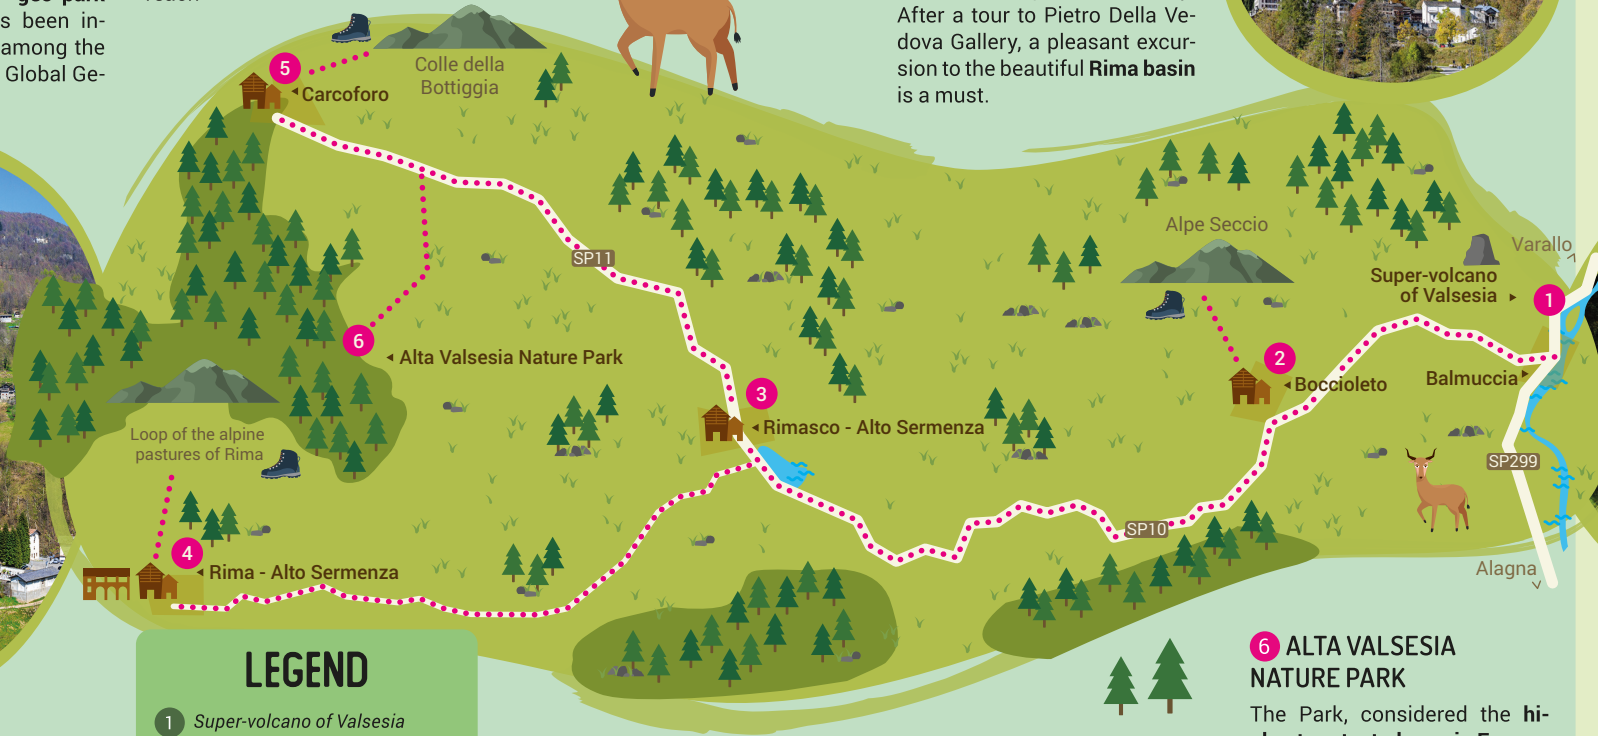 ges park
s been in-
among the
Global Ge-
After a tour to Pietro Della Ve-
dova Gallery, a pleasant excur-
sion to the beautiful Rima basin
is a must.
5
Carcoforo
Colle della
Bottiggia
SP11
6
Alta Valsesia Nature Park
Loop of the alpine
pastures of Rima
4
Rima - Alto Sermenza
3
Rimasco - Alto Sermenza
SP10
Alpe Seccio
2
Boccioleto
Varallo
Super-volcano
of Valsesia
1
Balmuccia
SP299
Alagna
LEGEND
1 Super-volcano of Valsesia
6 ALTA VALSESIA
NATURE PARK
The Park, considered the hi-